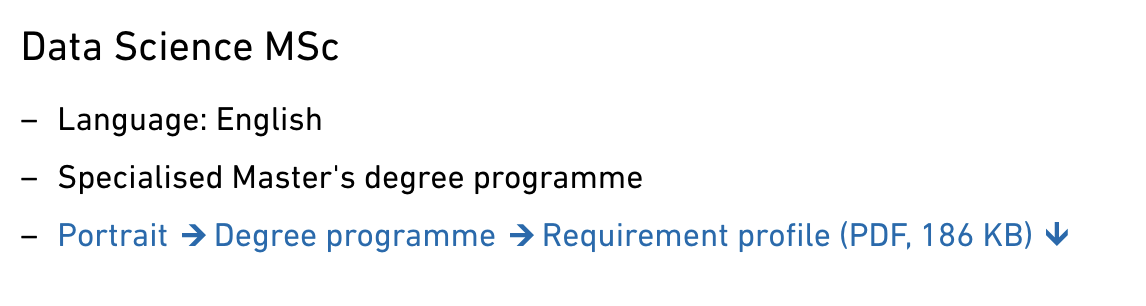 Data Science MSc
– Language: English
– Specialised Master's degree programme
– Portrait → Degree programme → Requirement profile (PDF, 186 KB) ↓